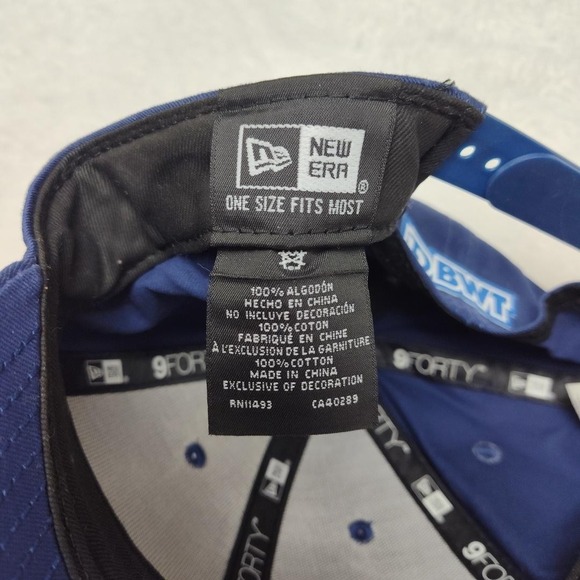 NEW
ERA®
ONE SIZE FITS MOST
100% ALGODÓN
HECHO EN CHINA
NO INCLUYE DECORACIÓN
100% COTON
FABRIQUÉ EN CHINE
À L'EXCLUSION DE LA GARNITURE
100% COTTON
MADE IN CHINA
EXCLUSIVE OF DECORATION
RN11493 CA40289
BWT
9FORTY
9FORTY
9FORTY
9FORTY